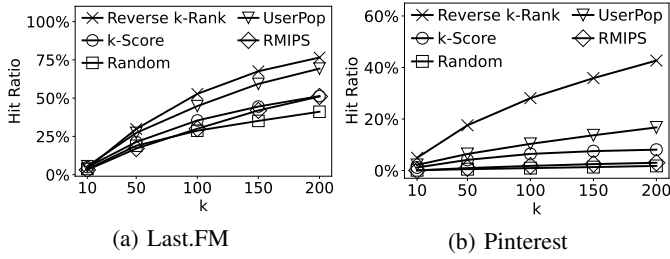 100%
75%
50%
25%
0%
Hit Ratio
Reverse k-Rank
k-Score
Random
UserPop
RMIPS
10 50 100 150 200
k
(a) Last.FM
60%
40%
20%
0%
Hit Ratio
Reverse k-Rank
k-Score
Random
UserPop
RMIPS
10 50 100 150 200
k
(b) Pinterest